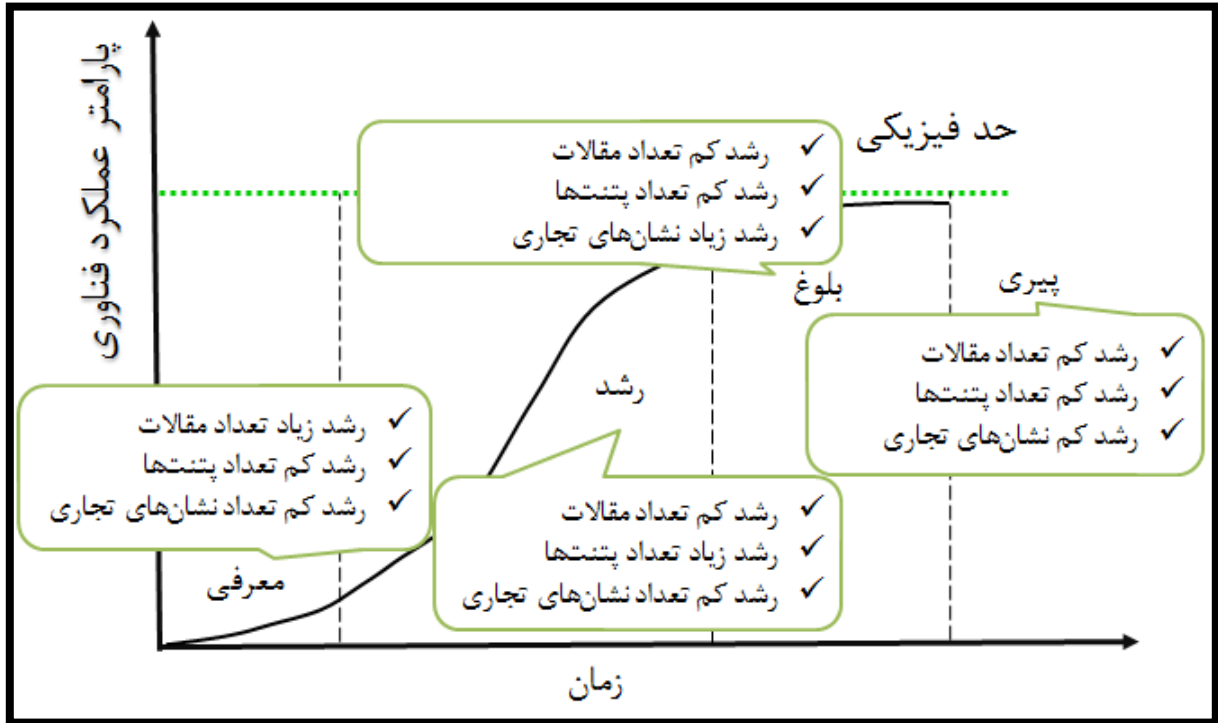 پارامتر عملکرد فناوری
حد فیزیکی
✓ رشد کم تعداد مقالات
✓ رشد کم تعداد پتنت‌ها
✓ رشد زیاد نشان‌های تجاری
بلوغ
پیری
✓ رشد کم تعداد مقالات
✓ رشد کم تعداد پتنت‌ها
✓ رشد کم نشان‌های تجاری
رشد
✓ رشد زیاد تعداد مقالات
✓ رشد کم تعداد پتنت‌ها
✓ رشد کم تعداد نشان‌های تجاری
معرفی
✓ رشد کم تعداد مقالات
✓ رشد زیاد تعداد پتنت‌ها
✓ رشد کم تعداد نشان‌های تجاری
زمان